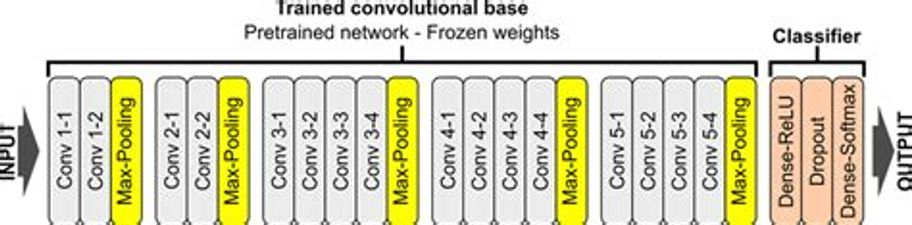 Trained convolutional base
Pretrained network - Frozen weights
Classifier
INPUT
Conv 1-1
Conv 1-2
Max-Pooling
Conv 2-1
Conv 2-2
Max-Pooling
Conv 3-1
Conv 3-2
Conv 3-3
Conv 3-4
Max-Pooling
Conv 4-1
Conv 4-2
Conv 4-3
Conv 4-4
Max-Pooling
Conv 5-1
Conv 5-2
Conv 5-3
Conv 5-4
Max-Pooling
Dense-ReLU
Dropout
Dense-Softmax
OUTPUT